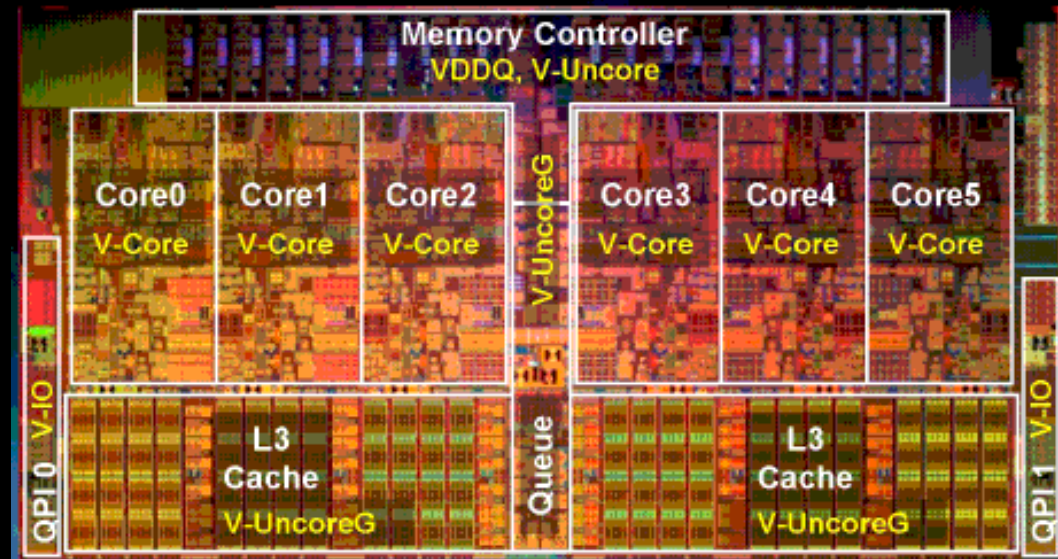 Memory Controller
VDDQ, V-Uncore
Core0
V-Core
Core1
V-Core
Core2
V-Core
V-UncoreG
Core3
V-Core
Core4
V-Core
Core5
V-Core
QPI 0
V-IO
L3
Cache
V-UncoreG
Queue
L3
Cache
V-UncoreG
QPI 1
V-IO